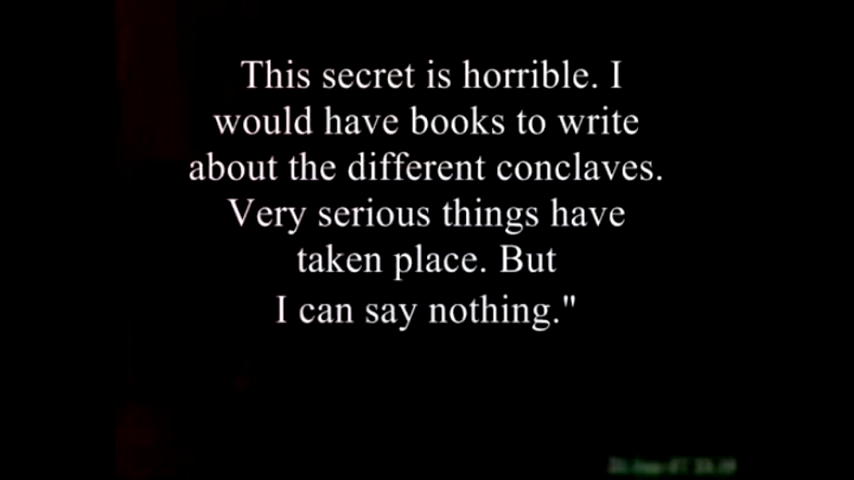 This secret is horrible. I
would have books to write
about the different conclaves.
Very serious things have
taken place. But
I can say nothing."